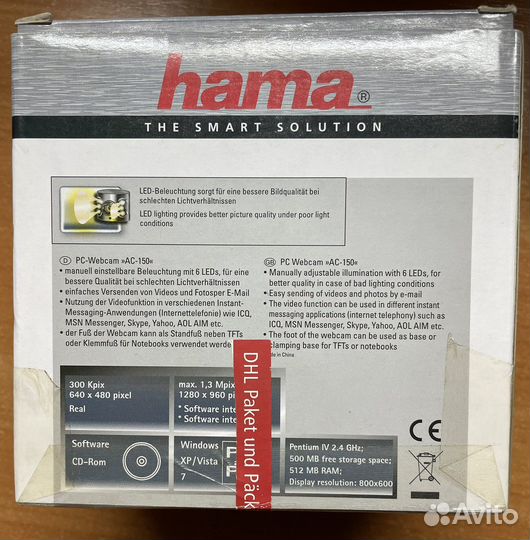 hama®
THE SMART SOLUTION
LED-Beleuchtung sorgt für eine bessere Bildqualität bei
schlechten Lichtverhältnissen
LED lighting provides better picture quality under poor light
conditions
D PC-Webcam »AC-150«
• manuell einstellbare Beleuchtung mit 6 LEDs, für eine
bessere Qualität bei schlechten Lichtverhältnissen
• einfaches Versenden von Videos und Fotosper E-Mail
• Nutzung der Videofunktion in verschiedenen Instant-
Messaging-Anwendungen (Internettelefonie) wie ICQ,
MSN Messenger, Skype, Yahoo, AOL AIM etc.
• der Fuß der Webcam kann als Standfuß neben TFTs
oder Klemmfuß für Notebooks verwendet werde
GB PC Webcam »AC-150«
• Manually adjustable illumination with 6 LEDs, for
better quality in case of bad lighting conditions
• Easy sending of videos and photos by e-mail
• The video function can be used in different instant
messaging applications (internet telephony) such as
ICQ, MSN Messenger, Skype, Yahoo, AOL AIM etc.
• The foot of the webcam can be used as base or
clamping base for TFTs or notebooks
Made in China
DHL Paket und Päck
300 Kpix
640 x 480 pixel
Real
max. 1,3 Mpix
1280 x 960 pi
* Software inte
* Software inte
Software
CD-Rom
Windows
XP/Vista
7
Pentium IV 2.4 GHz;
500 MB free storage space;
512 MB RAM;
Display resolution: 800x600
CE
Avito